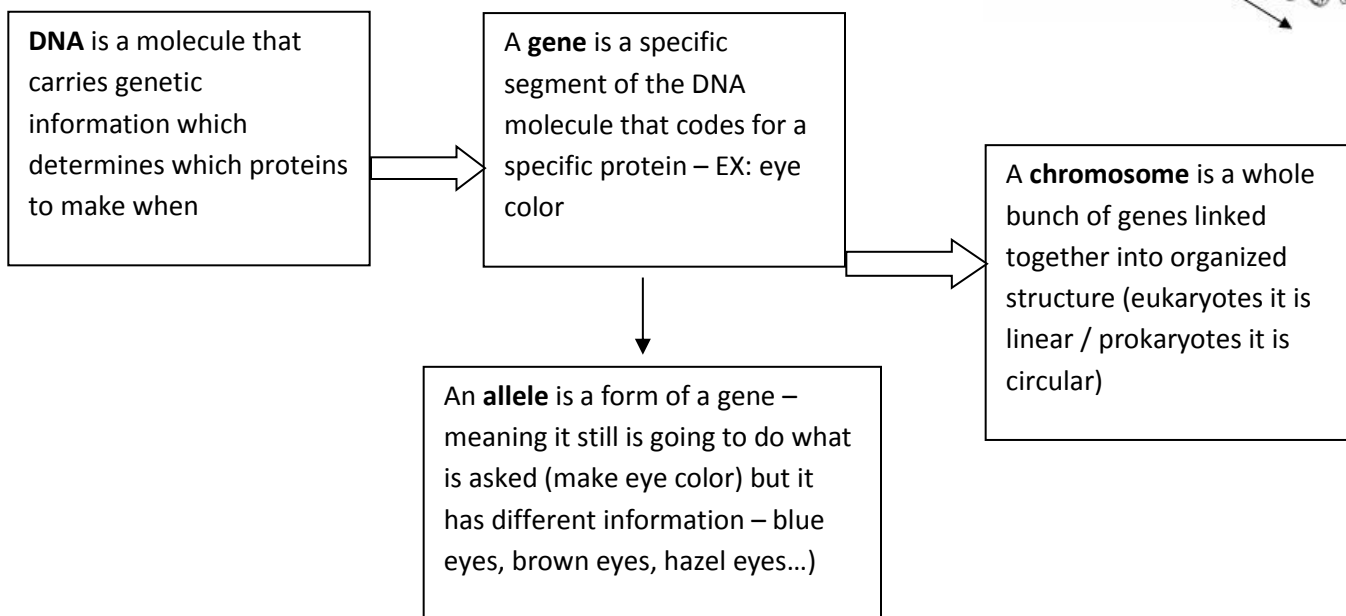 DNA is a molecule that
carries genetic
information which
determines which proteins
to make when
A gene is a specific
segment of the DNA
molecule that codes for a
specific protein – EX: eye
color
A chromosome is a whole
bunch of genes linked
together into organized
structure (eukaryotes it is
linear / prokaryotes it is
circular)
An allele is a form of a gene –
meaning it still is going to do what
is asked (make eye color) but it
has different information – blue
eyes, brown eyes, hazel eyes…)